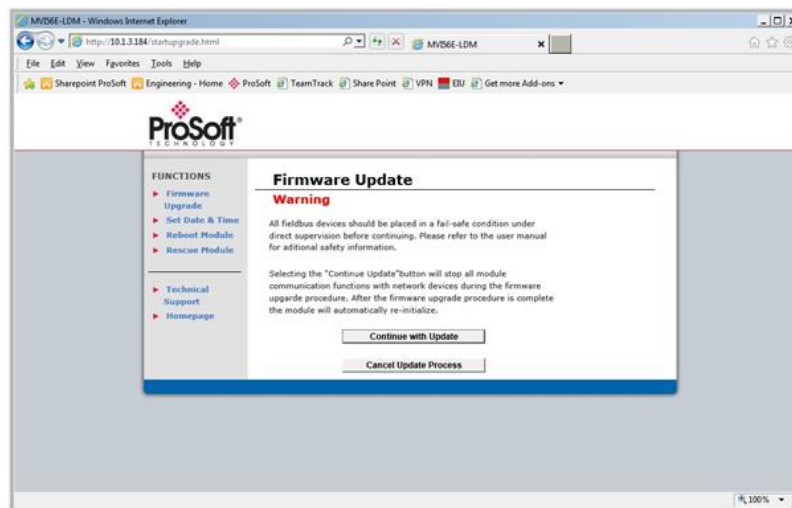 MVI56E-LDM - Windows Internet Explorer
http://10.1.3.184/startupgrade.html
MVI56E-LDM
File Edit View Favorites Tools Help
Sharepoint ProSoft Engineering - Home ProSoft TeamTrack Share Point VPN EIU Get more Add-ons
ProSoft®
TECHNOLOGY
FUNCTIONS
Firmware
Upgrade
Set Date & Time
Reboot Module
Rescue Module
Technical
Support
Homepage
Firmware Update
Warning
All fieldbus devices should be placed in a fail-safe condition under
direct supervision before continuing. Please refer to the user manual
for aditional safety information.
Selecting the "Continue Update"button will stop all module
communication functions with network devices during the firmware
upgarde procedure. After the firmware upgrade procedure is complete
the module will automatically re-initialize.
Continue with Update
Cancel Update Process
100%